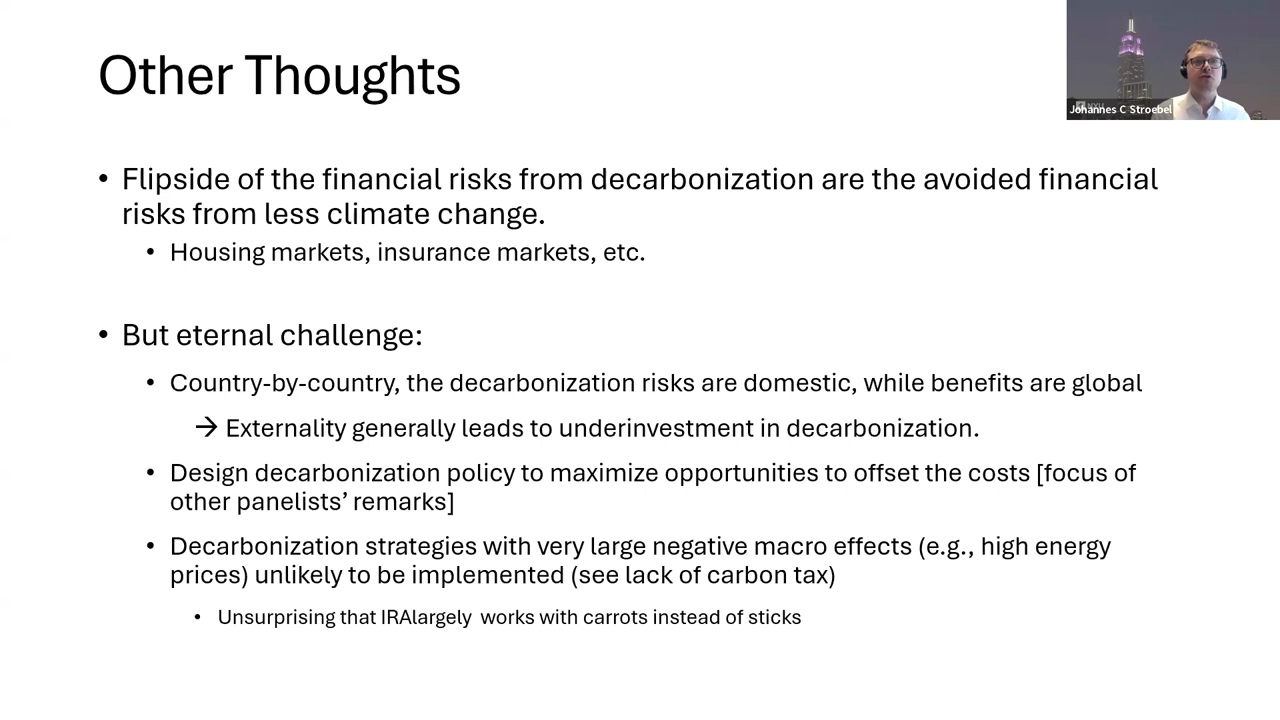 Other Thoughts
Johannes C Stroebel
• Flipside of the financial risks from decarbonization are the avoided financial
risks from less climate change.
• Housing markets, insurance markets, etc.
• But eternal challenge:
• Country-by-country, the decarbonization risks are domestic, while benefits are global
→ Externality generally leads to underinvestment in decarbonization.
• Design decarbonization policy to maximize opportunities to offset the costs [focus of
other panelists’ remarks]
• Decarbonization strategies with very large negative macro effects (e.g., high energy
prices) unlikely to be implemented (see lack of carbon tax)
• Unsurprising that IRAlargely works with carrots instead of sticks